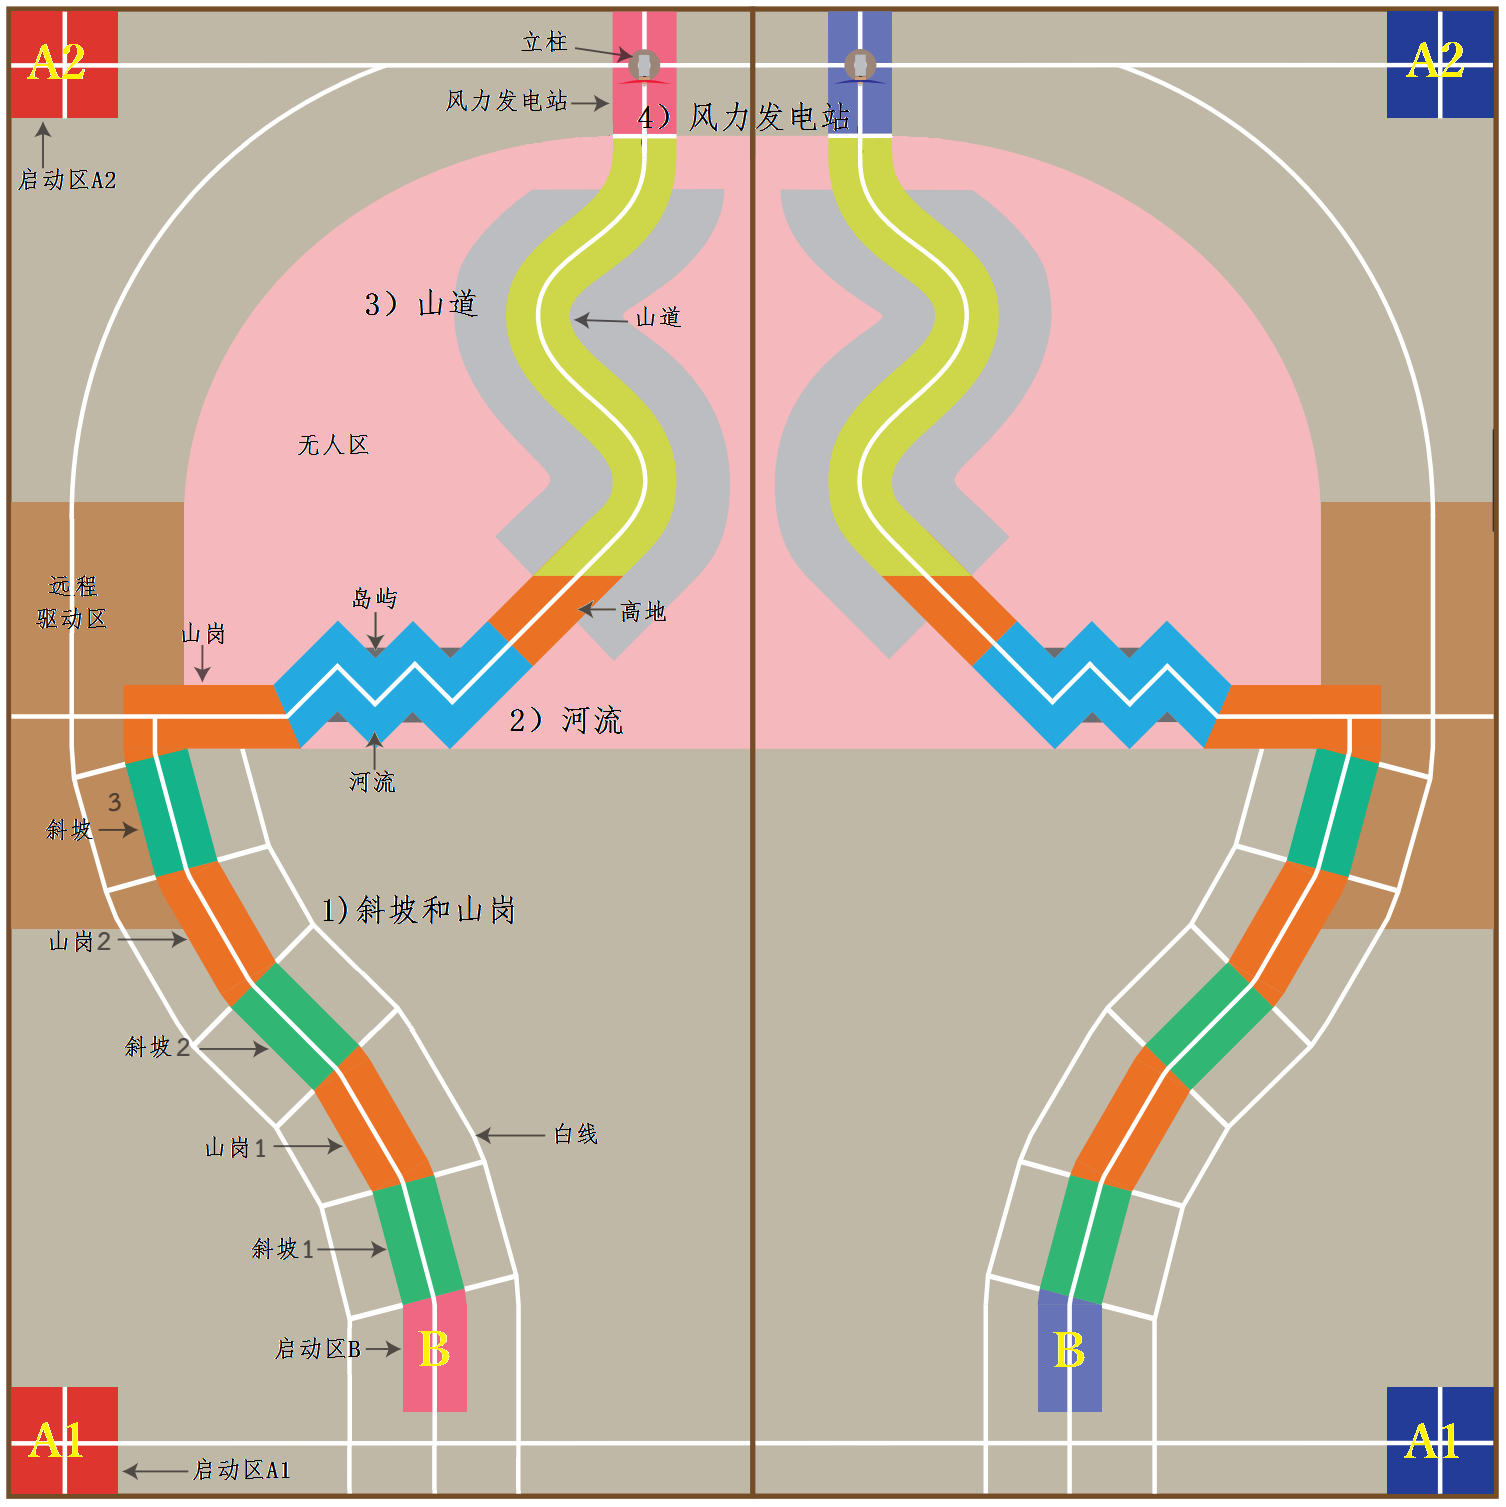 立柱
A2
A2
风力发电站
4）风力发电站
启动区A2
3）山道
山道
无人区
远程
驱动区
岛屿
高地
山岗
2）河流
河流
3
斜坡
1)斜坡和山岗
山岗2
斜坡2
白线
山岗1
斜坡1
启动区B
B
B
A1
A1
启动区A1